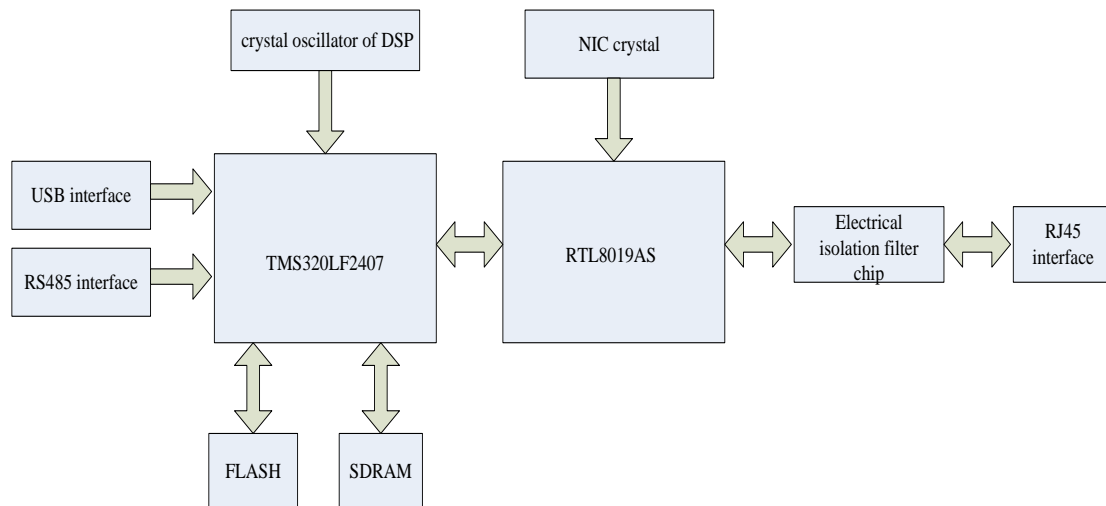 crystal oscillator of DSP
NIC crystal
USB interface
RS485 interface
TMS320LF2407
RTL8019AS
Electrical
isolation filter
chip
RJ45
interface
FLASH
SDRAM